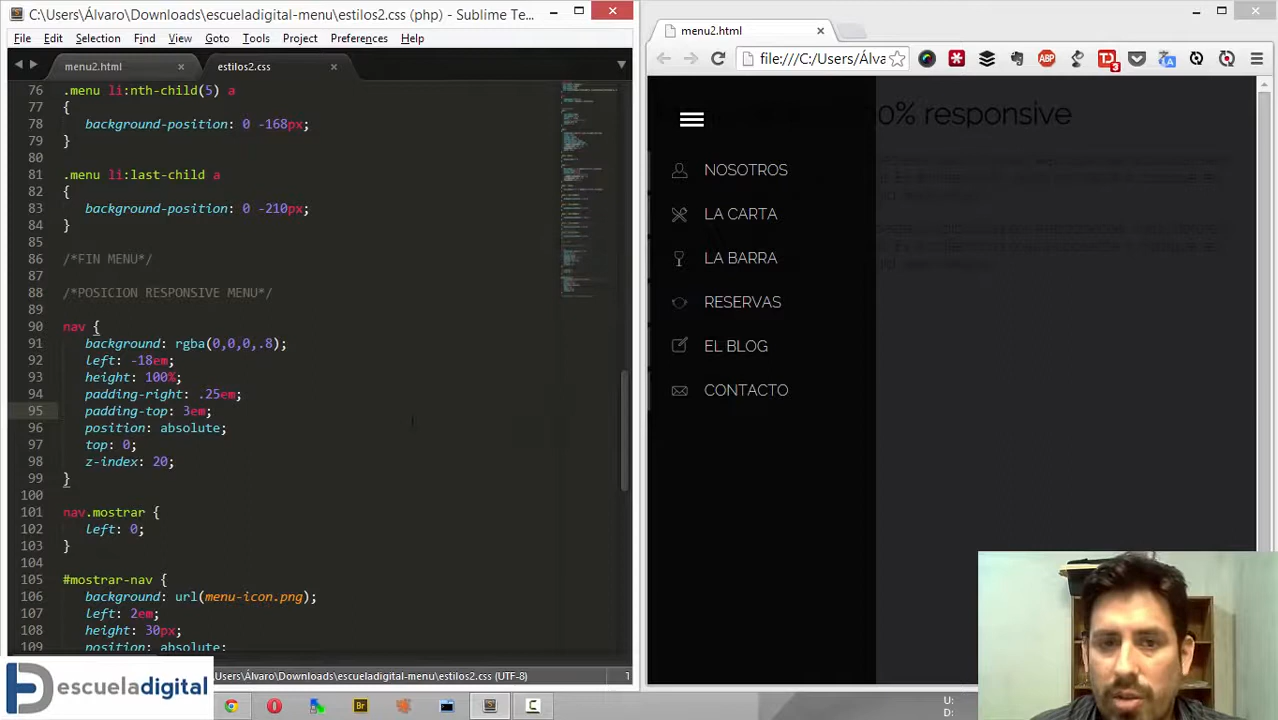 C:\Users\Álvaro\Downloads\escueladigital-menu\estilos2.css (php) - Sublime Te...
File Edit Selection Find View Goto Tools Project Preferences Help
menu2.html × estilos2.css ×
76 .menu li:nth-child(5) a
77 {
78 background-position: 0 -168px;
79 }
80
81 .menu li:last-child a
82 {
83 background-position: 0 -210px;
84 }
85
86 /*FIN MENU*/
87
88 /*POSICION RESPONSIVE MENU*/
89
90 nav {
91 background: rgba(0,0,0,.8);
92 left: -18em;
93 height: 100%;
94 padding-right: .25em;
95 padding-top: 3em;
96 position: absolute;
97 top: 0;
98 z-index: 20;
99 }
100
101 nav.mostrar {
102 left: 0;
103 }
104
105 #mostrar-nav {
106 background: url(menu-icon.png);
107 left: 2em;
108 height: 30px;
109 position: absolute;
escueladigital
Users\Álvaro\Downloads\escueladigital-menu\estilos2.css (UTF-8)
Br
menu2.html ×
file:///C:/Users/Álva
ABP
3
0% responsive
NOSOTROS
LA CARTA
LA BARRA
RESERVAS
EL BLOG
CONTACTO
U:
D: